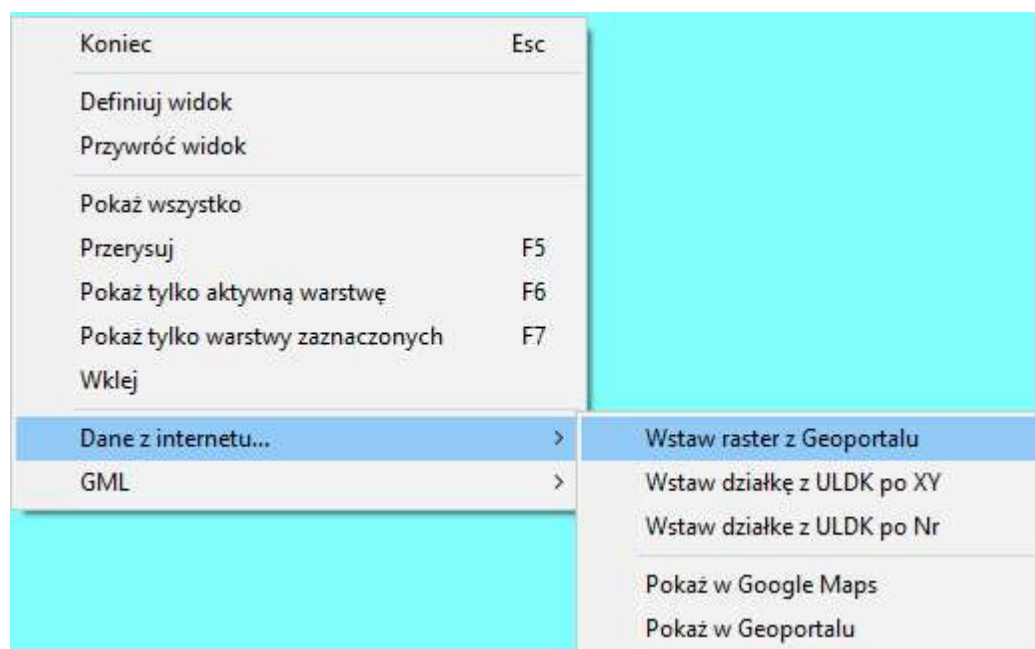 Koniec Esc
Definiuj widok
Przywróć widok
Pokaż wszystko
Przerysuj F5
Pokaż tylko aktywną warstwę F6
Pokaż tylko warstwy zaznaczonych F7
Wklej
Dane z internetu... >
GML >
Wstaw raster z Geoportalu
Wstaw działkę z ULDK po XY
Wstaw działke z ULDK po Nr
Pokaż w Google Maps
Pokaż w Geoportalu